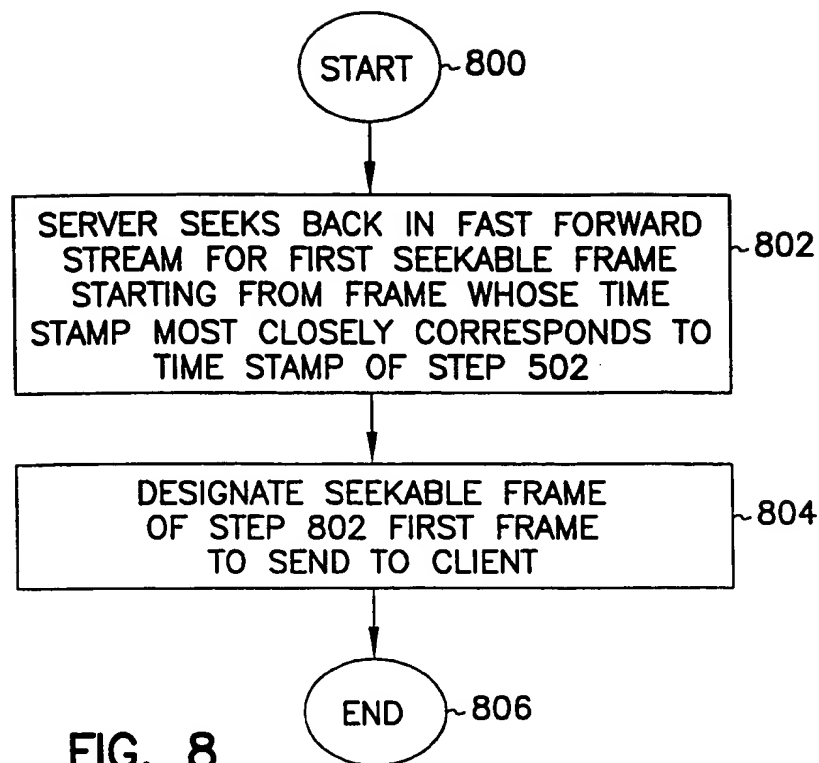 START
800
SERVER SEEKS BACK IN FAST FORWARD
STREAM FOR FIRST SEEKABLE FRAME
STARTING FROM FRAME WHOSE TIME
STAMP MOST CLOSELY CORRESPONDS TO
TIME STAMP OF STEP 502
802
DESIGNATE SEEKABLE FRAME
OF STEP 802 FIRST FRAME
TO SEND TO CLIENT
804
END
806
FIG. 8